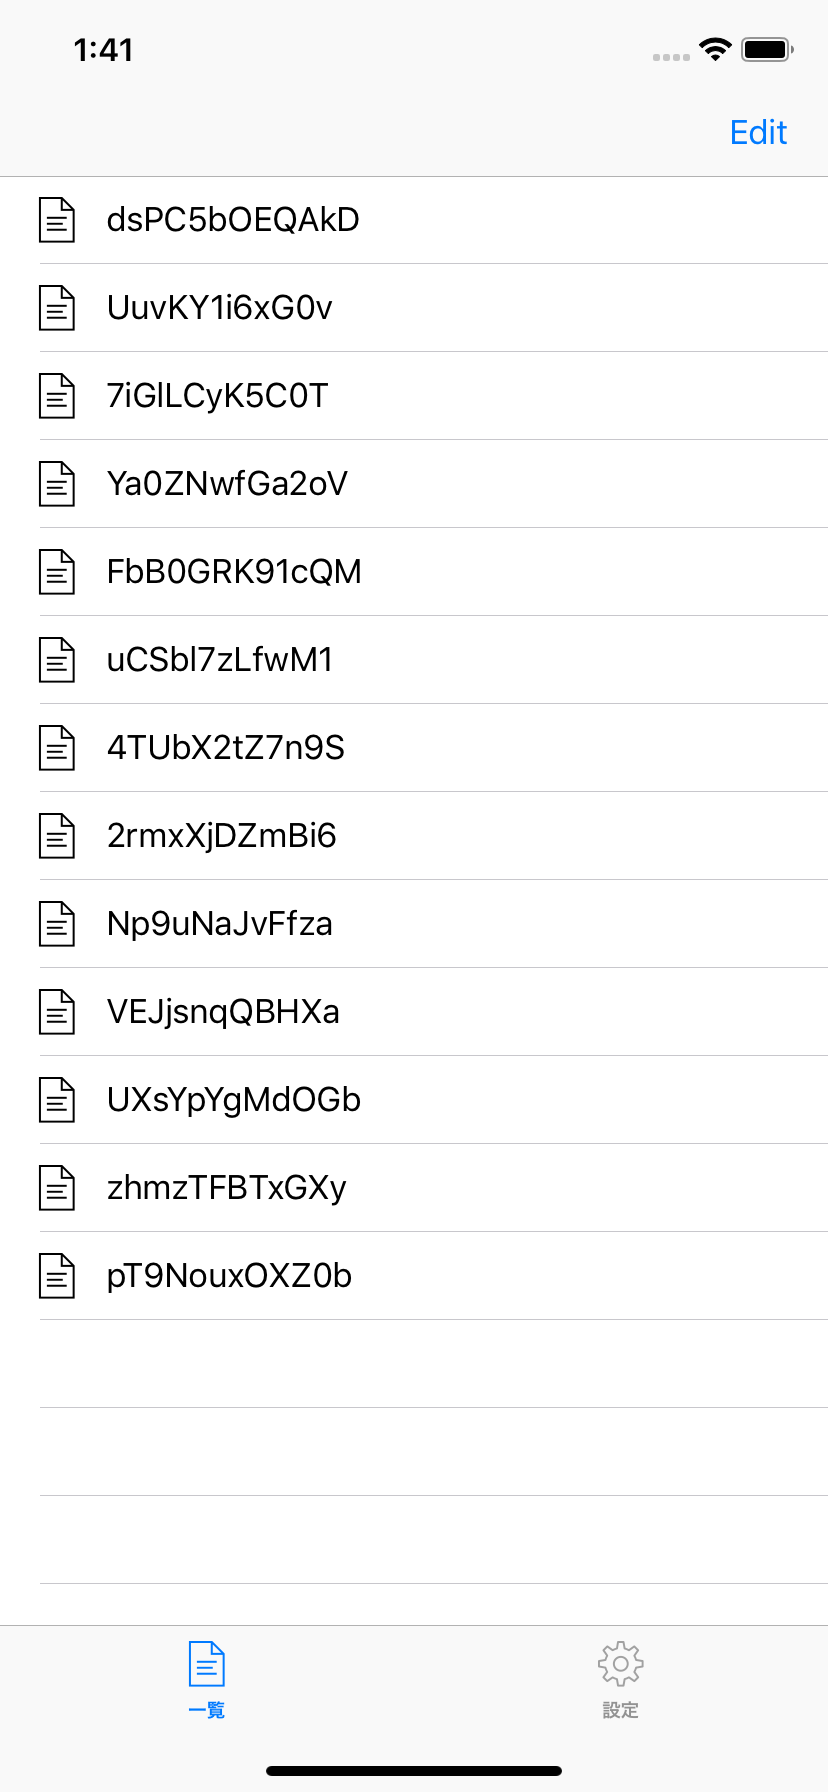 1:41
Edit
dsPC5bOEQAkD
UuvKY1i6xG0v
7iGlLCyK5C0T
Ya0ZNwfGa2oV
FbB0GRK91cQM
uCSbl7zLfwM1
4TUbX2tZ7n9S
2rmxXjDZmBi6
Np9uNaJvFfza
VEJjsnqQBHXa
UXsYpYgMdOGb
zhmzTFBTxGXy
pT9NouxOXZ0b
一覧
設定